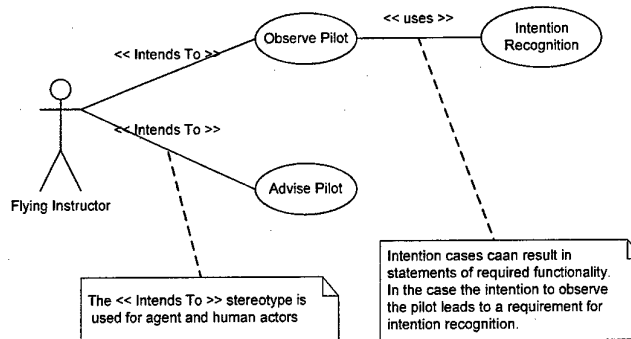 << uses >>
Observe Pilot
Intention
Recognition
<< Intends To >>
<< Intends To >>
Advise Pilot
Flying Instructor
The << Intends To >> stereotype is
used for agent and human actors
Intention cases caan result in
statements of required functionality.
In the case the intention to observe
the pilot leads to a requirement for
intention recognition.